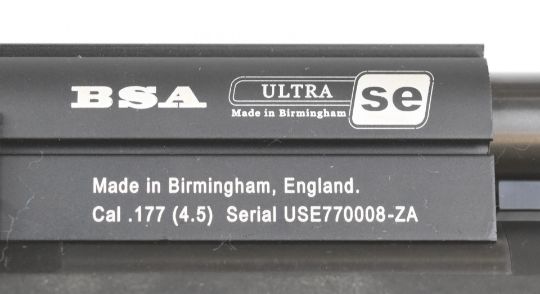 BSA ULTRA se
Made in Birmingham
Made in Birmingham, England.
Cal .177 (4.5) Serial USE770008-ZA